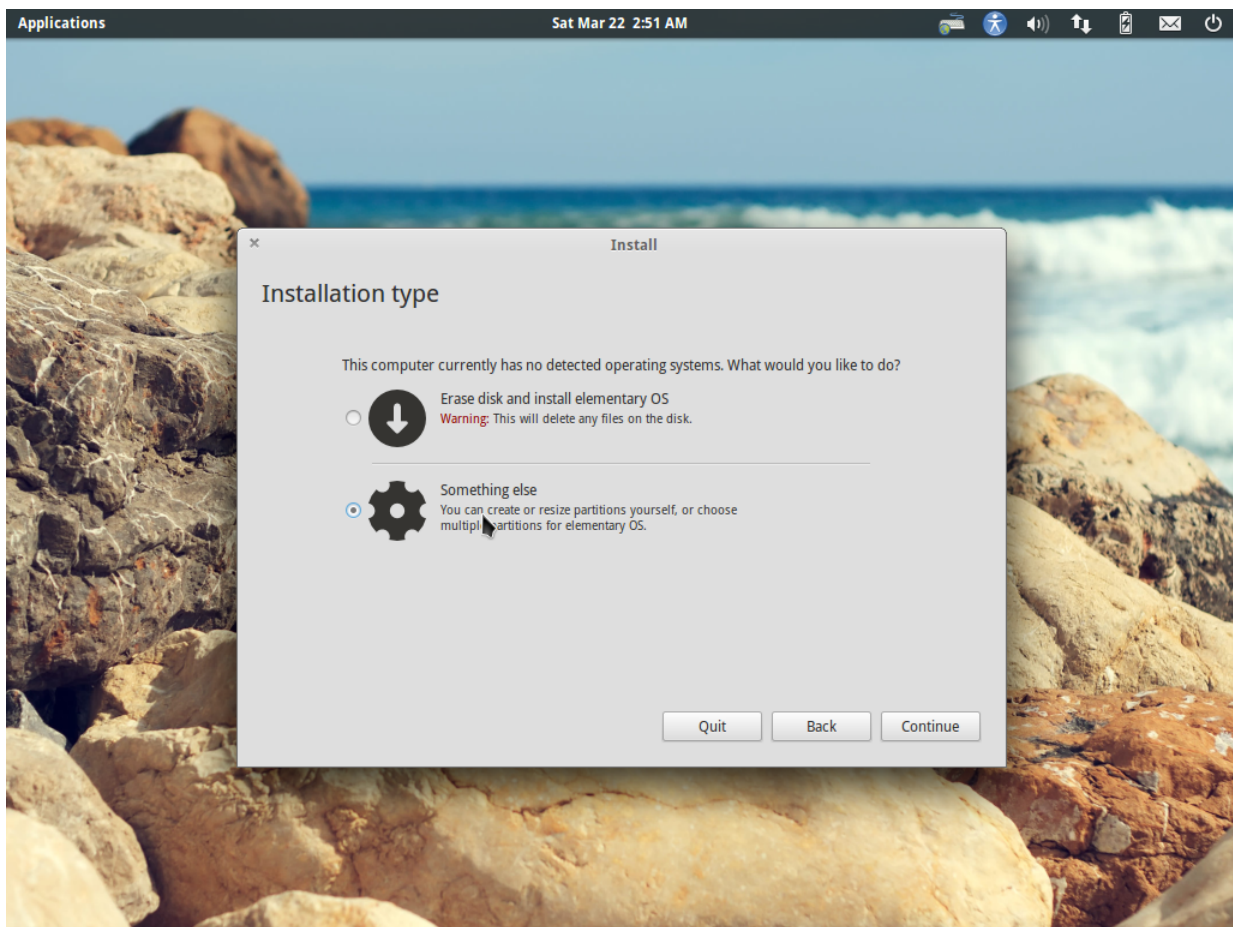 Applications
Sat Mar 22 2:51 AM
Install
Installation type
This computer currently has no detected operating systems. What would you like to do?
Erase disk and install elementary OS
Warning: This will delete any files on the disk.
Something else
You can create or resize partitions yourself, or choose
multiple partitions for elementary OS.
Quit
Back
Continue